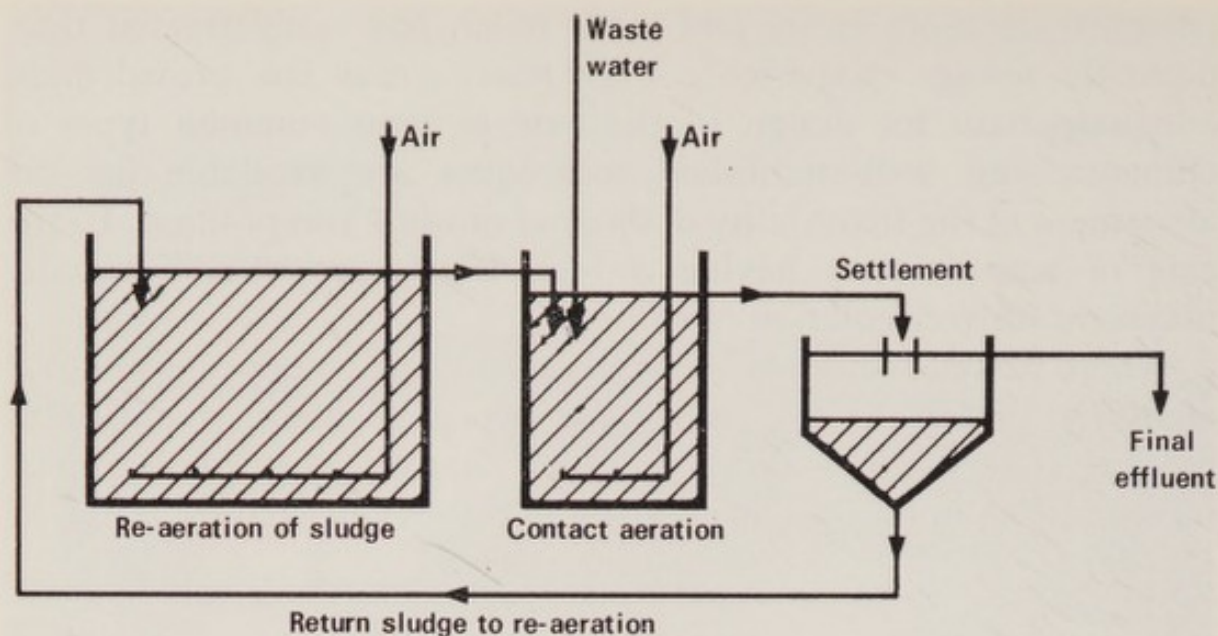 Waste
water
Air
Air
Settlement
Final
effluent
Re-aeration of sludge
Contact aeration
Return sludge to re-aeration